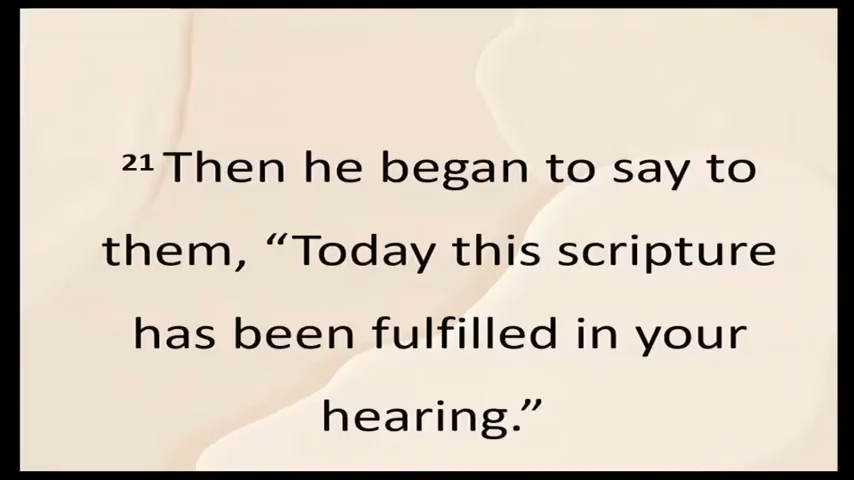 21 Then he began to say to
them, “Today this scripture
has been fulfilled in your
hearing.”